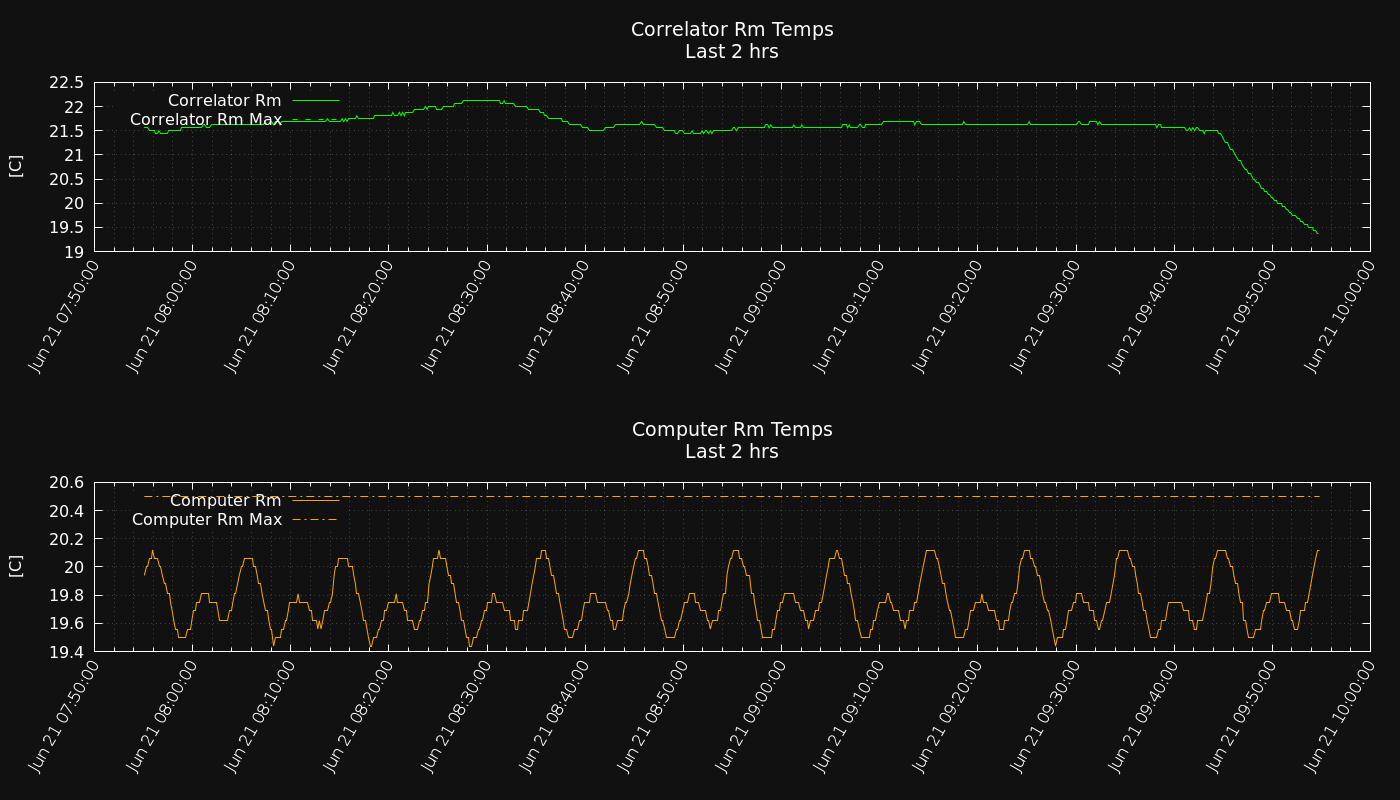 Correlator Rm Temps
Last 2 hrs
22.5
22
21.5
21
20.5
20
19.5
19
[C]
Correlator Rm
Correlator Rm Max
Jun 21 07:50:00
Jun 21 08:00:00
Jun 21 08:10:00
Jun 21 08:20:00
Jun 21 08:30:00
Jun 21 08:40:00
Jun 21 08:50:00
Jun 21 09:00:00
Jun 21 09:10:00
Jun 21 09:20:00
Jun 21 09:30:00
Jun 21 09:40:00
Jun 21 09:50:00
Jun 21 10:00:00
Computer Rm Temps
Last 2 hrs
20.6
20.4
20.2
20
19.8
19.6
19.4
[C]
Computer Rm
Computer Rm Max
Jun 21 07:50:00
Jun 21 08:00:00
Jun 21 08:10:00
Jun 21 08:20:00
Jun 21 08:30:00
Jun 21 08:40:00
Jun 21 08:50:00
Jun 21 09:00:00
Jun 21 09:10:00
Jun 21 09:20:00
Jun 21 09:30:00
Jun 21 09:40:00
Jun 21 09:50:00
Jun 21 10:00:00